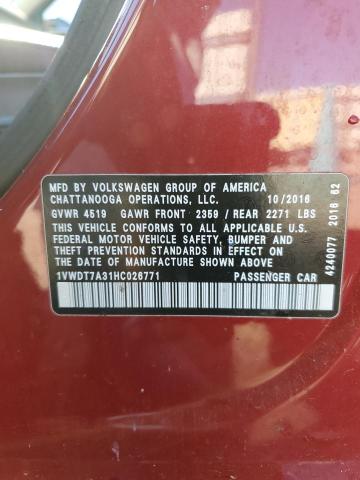 MFD BY VOLKSWAGEN GROUP OF AMERICA
CHATTANOOGA OPERATIONS, LLC. 10/2016
GVWR 4519 GAWR FRONT 2359 / REAR 2271 LBS
THIS VEHICLE CONFORMS TO ALL APPLICABLE U.S.
FEDERAL MOTOR VEHICLE SAFETY, BUMPER AND
THEFT PREVENTION STANDARDS IN EFFECT ON
THE DATE OF MANUFACTURE SHOWN ABOVE
1VWDT7A31HC026771 PASSENGER CAR
4240077 2016 62